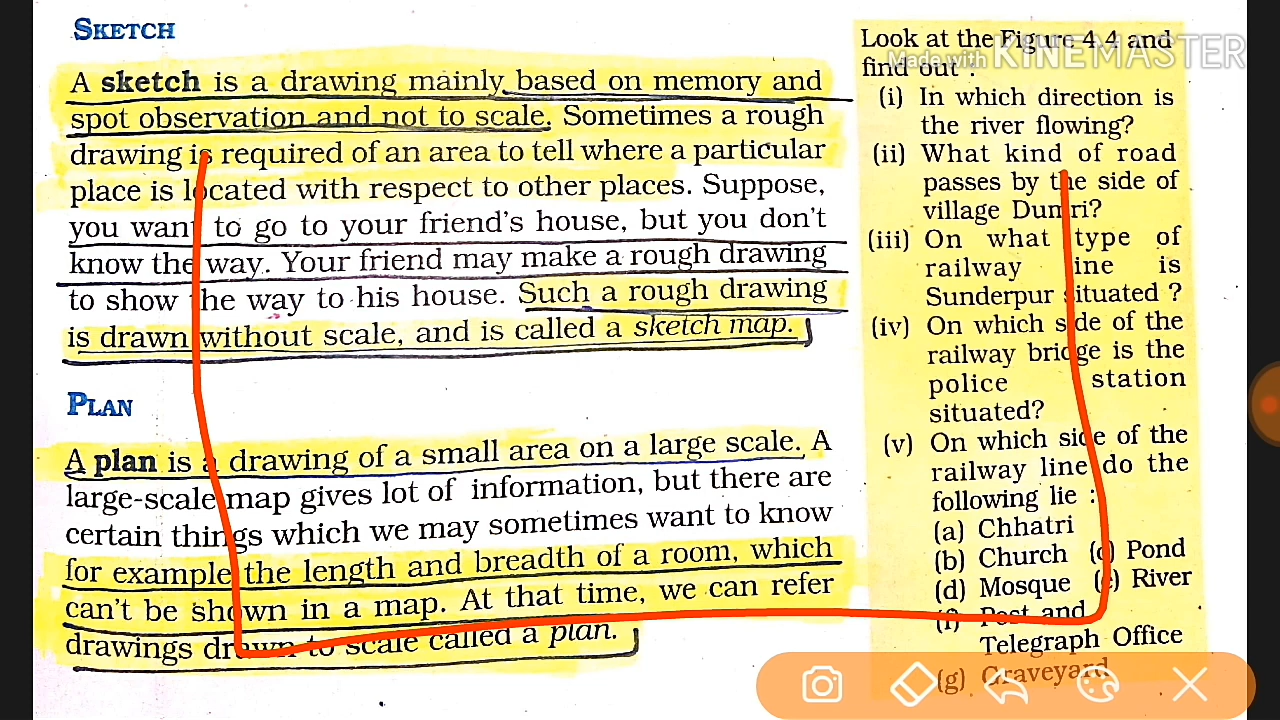 SKETCH
A sketch is a drawing mainly based on memory and
spot observation and not to scale. Sometimes a rough
drawing is required of an area to tell where a particular
place is located with respect to other places. Suppose,
you want to go to your friend's house, but you don't
know the way. Your friend may make a rough drawing
to show the way to his house. Such a rough drawing
is drawn without scale, and is called a sketch map.
PLAN
A plan is a drawing of a small area on a large scale. A
large-scale map gives lot of information, but there are
certain things which we may sometimes want to know
for example the length and breadth of a room, which
can't be shown in a map. At that time, we can refer
drawings drawn to scale called a plan.
Look at the Figure 4.4 and
find out :
(i) In which direction is
the river flowing?
(ii) What kind of road
passes by the side of
village Dumri?
(iii) On what type of
railway line is
Sunderpur situated ?
(iv) On which side of the
railway bridge is the
police station
situated?
(v) On which side of the
railway line do the
following lie :
(a) Chhatri
(b) Church (c) Pond
(d) Mosque (e) River
(f) Post and
Telegraph Office
(g) Graveyard
Made with KINEMASTER